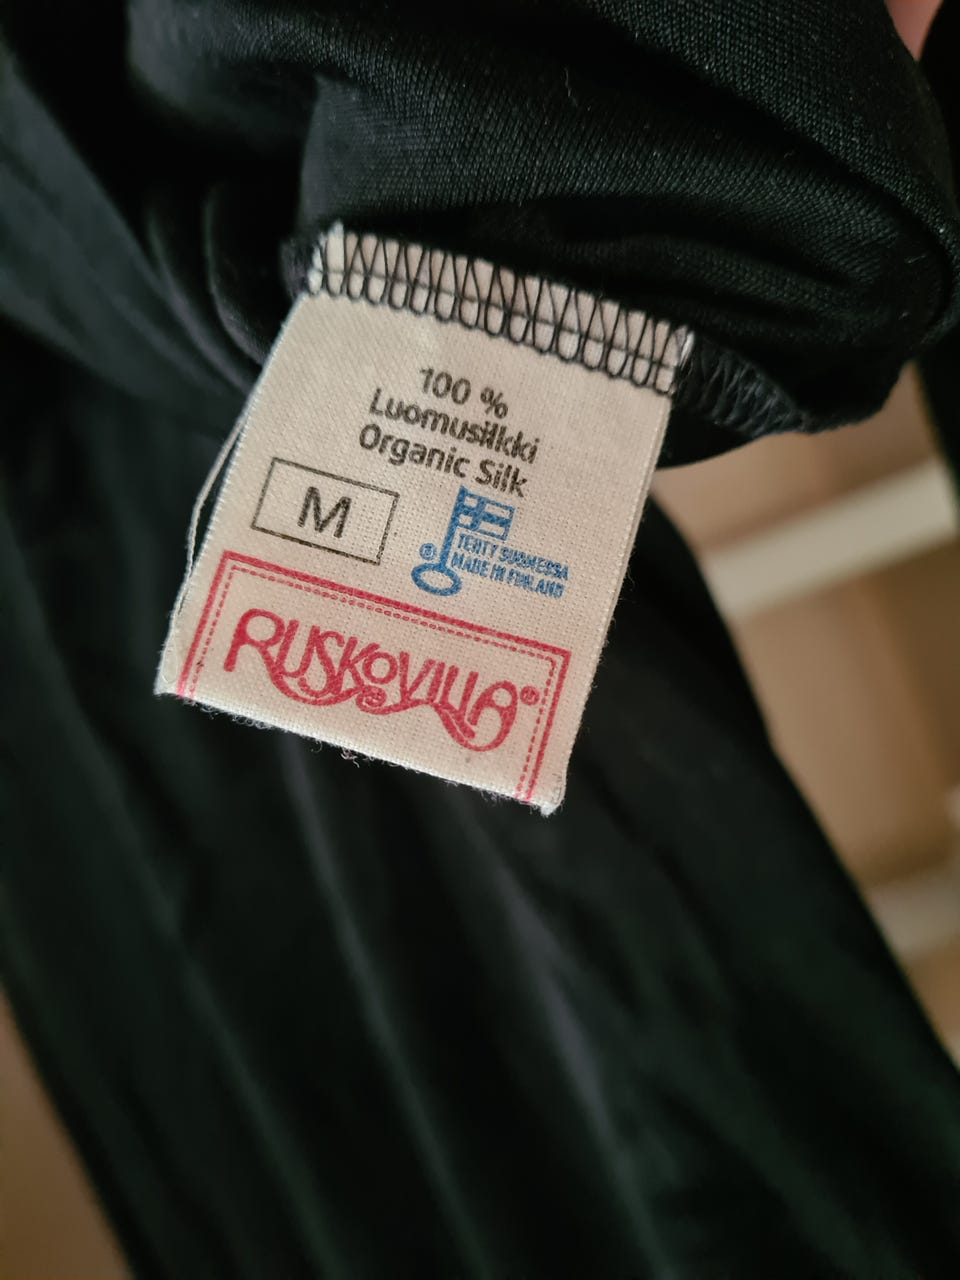 100 %
Luomusilkki
Organic Silk
M
TEHTY SUOMESSA
MADE IN FINLAND
RUSKOVILLA®